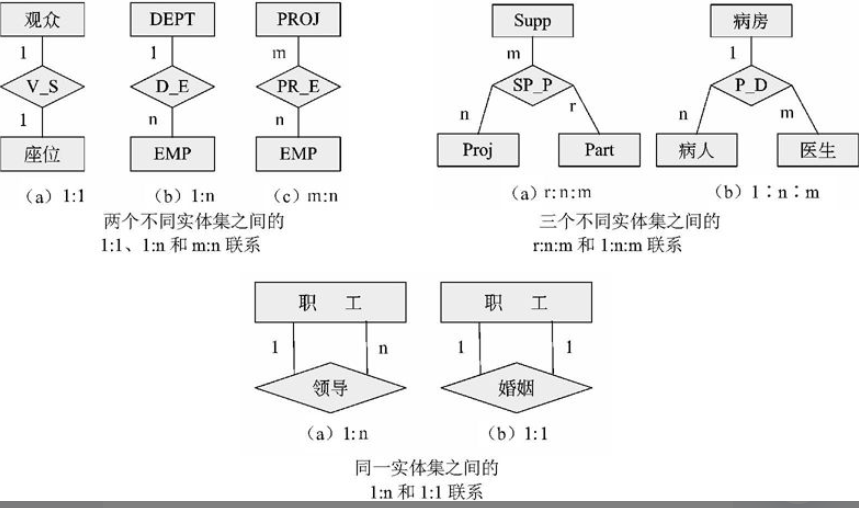 观众
1
V_S
1
座位
(a) 1:1
DEPT
1
D_E
n
EMP
(b) 1:n
PROJ
m
PR_E
n
EMP
(c) m:n
两个不同实体集之间的
1:1、1:n 和 m:n 联系
Supp
m
SP_P
n
r
Proj
Part
(a) r:n:m
病房
1
P_D
n
m
病人
医生
(b) 1∶n∶m
三个不同实体集之间的
r:n:m 和 1:n:m 联系
职 工
1
n
领导
(a) 1:n
职 工
1
1
婚姻
(b) 1:1
同一实体集之间的
1:n 和 1:1 联系